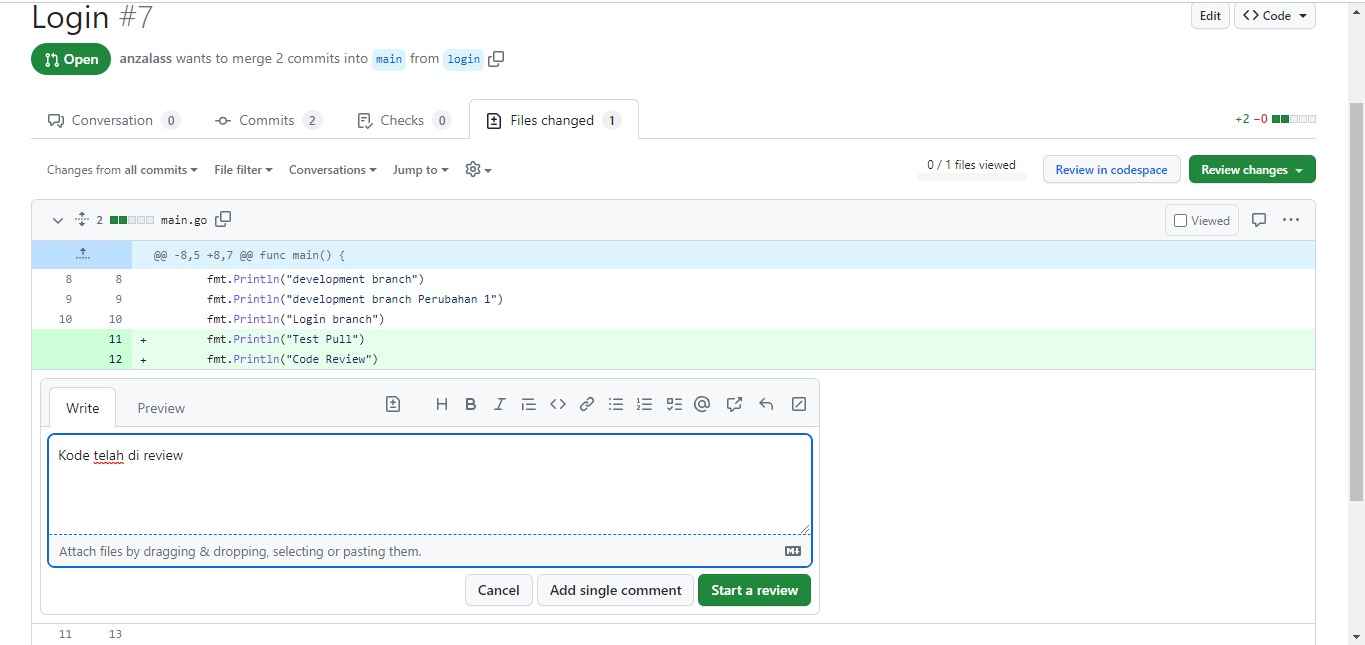 Login #7
Edit
<> Code
Open
anzalass wants to merge 2 commits into main from login
Conversation 0
Commits 2
Checks 0
Files changed 1
+2 −0
Changes from all commits
File filter
Conversations
Jump to
0 / 1 files viewed
Review in codespace
Review changes
2 main.go
Viewed
@@ -8,5 +8,7 @@ func main() {
8 8 fmt.Println("development branch")
9 9 fmt.Println("development branch Perubahan 1")
10 10 fmt.Println("Login branch")
11 + fmt.Println("Test Pull")
12 + fmt.Println("Code Review")
Write
Preview
Kode telah di review
Attach files by dragging & dropping, selecting or pasting them.
Cancel
Add single comment
Start a review
11 13